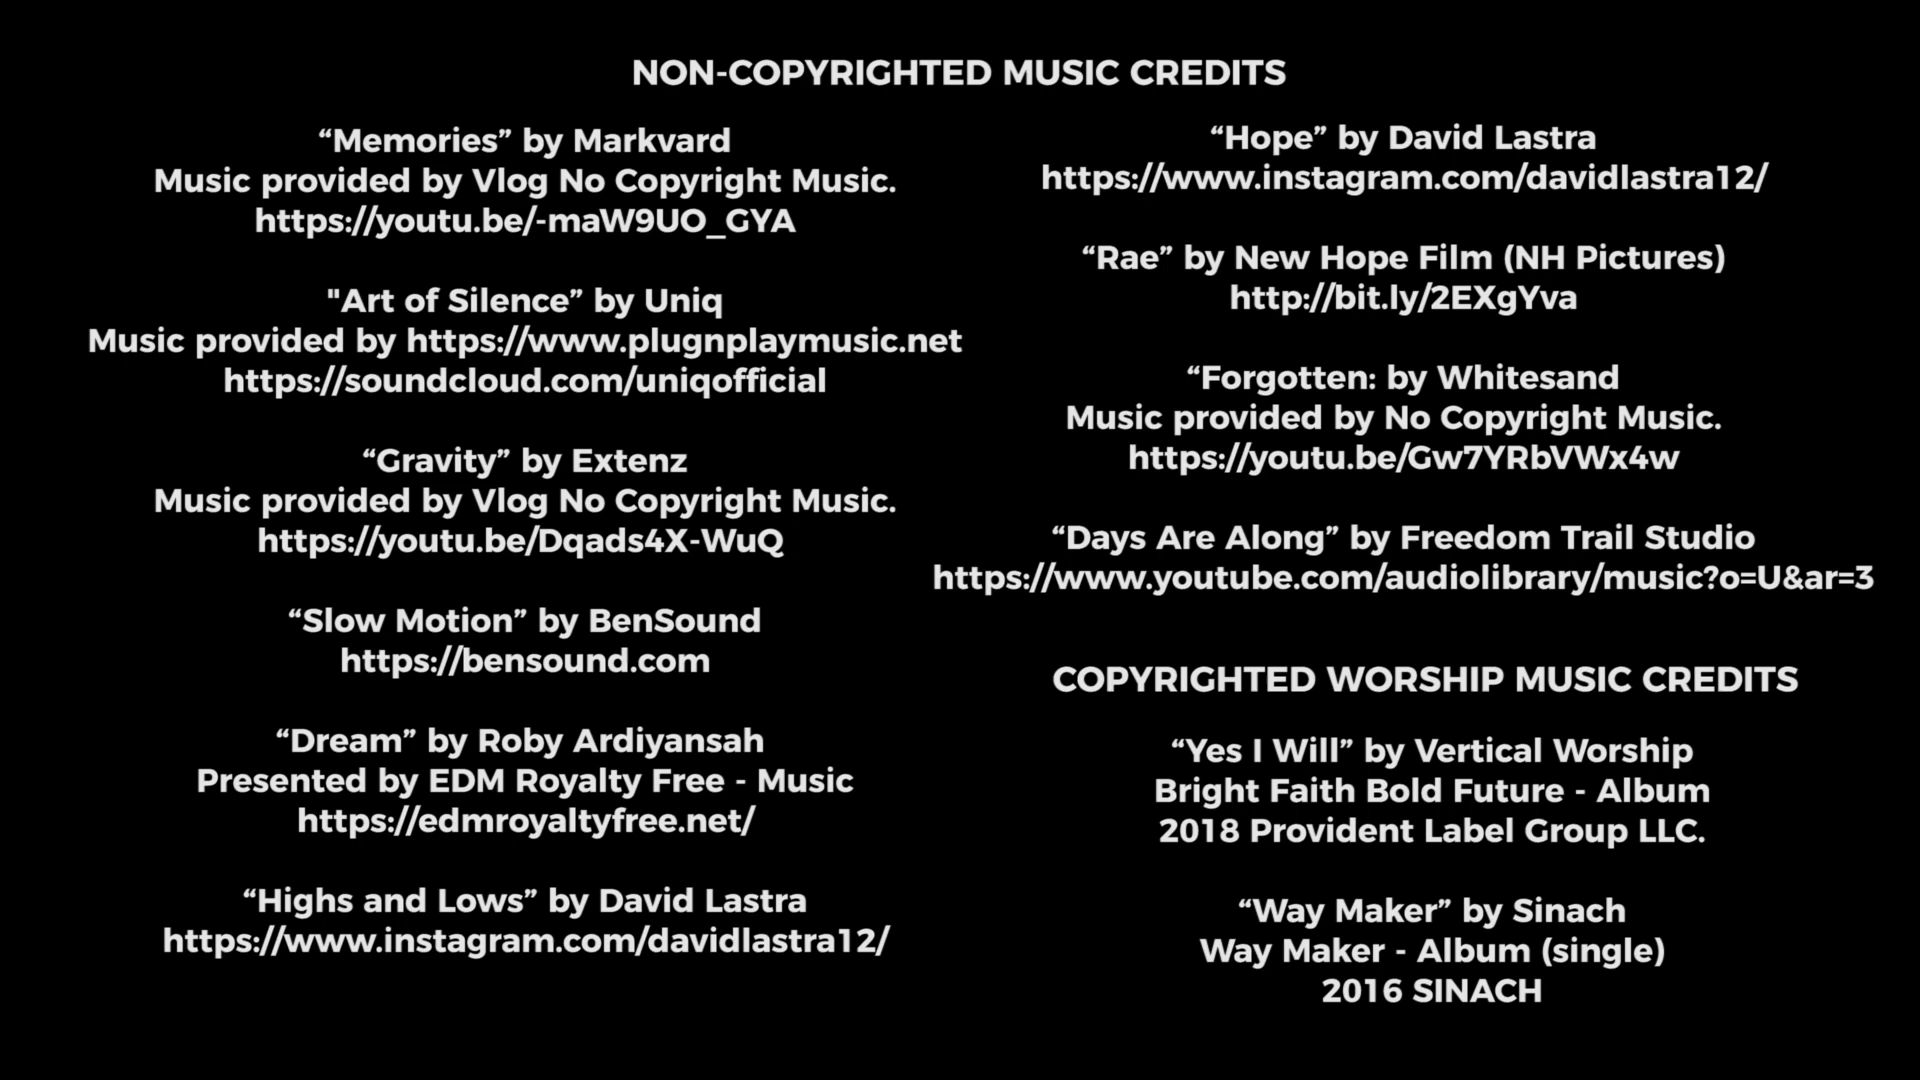 NON-COPYRIGHTED MUSIC CREDITS
“Memories” by Markvard
Music provided by Vlog No Copyright Music.
https://youtu.be/-maW9UO_GYA
"Art of Silence” by Uniq
Music provided by https://www.plugnplaymusic.net
https://soundcloud.com/uniqofficial
“Gravity” by Extenz
Music provided by Vlog No Copyright Music.
https://youtu.be/Dqads4X-WuQ
“Slow Motion” by BenSound
https://bensound.com
“Dream” by Roby Ardiyansah
Presented by EDM Royalty Free - Music
https://edmroyaltyfree.net/
“Highs and Lows” by David Lastra
https://www.instagram.com/davidlastra12/
“Hope” by David Lastra
https://www.instagram.com/davidlastra12/
“Rae” by New Hope Film (NH Pictures)
http://bit.ly/2EXgYva
“Forgotten: by Whitesand
Music provided by No Copyright Music.
https://youtu.be/Gw7YRbVWx4w
“Days Are Along” by Freedom Trail Studio
https://www.youtube.com/audiolibrary/music?o=U&ar=3
COPYRIGHTED WORSHIP MUSIC CREDITS
“Yes I Will” by Vertical Worship
Bright Faith Bold Future - Album
2018 Provident Label Group LLC.
“Way Maker” by Sinach
Way Maker - Album (single)
2016 SINACH